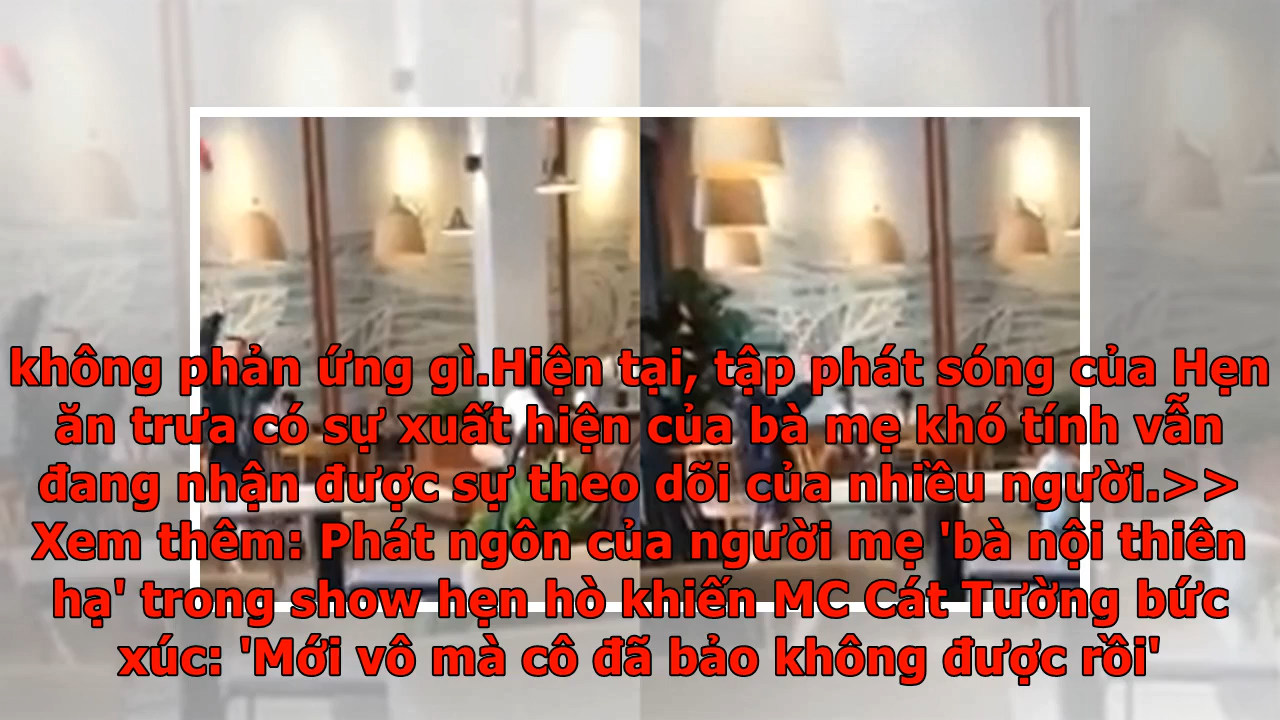 không phản ứng gì.Hiện tại, tập phát sóng của Hẹn
ăn trưa có sự xuất hiện của bà mẹ khó tính vẫn
đang nhận được sự theo dõi của nhiều người.>>
Xem thêm: Phát ngôn của người mẹ 'bà nội thiên
hạ' trong show hẹn hò khiến MC Cát Tường bức
xúc: 'Mới vô mà cô đã bảo không được rồi'